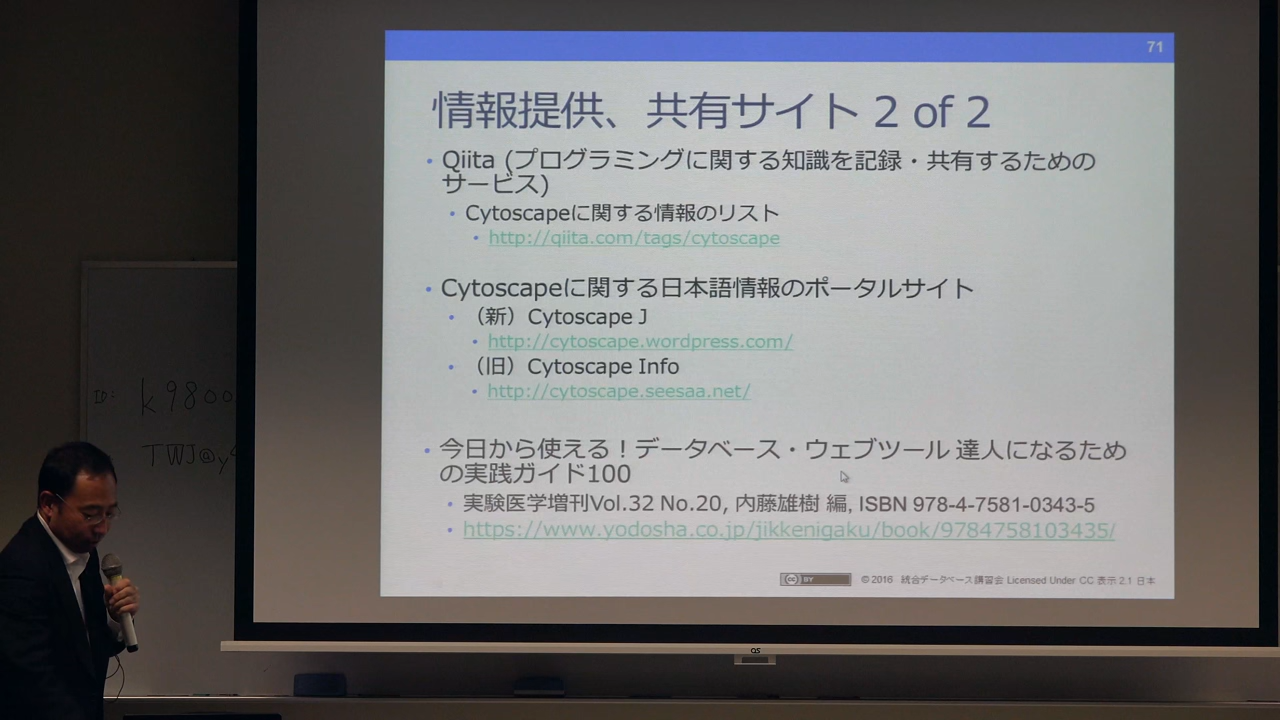 71
情報提供、共有サイト 2 of 2
• Qiita (プログラミングに関する知識を記録・共有するための
サービス)
• Cytoscapeに関する情報のリスト
• http://qiita.com/tags/cytoscape
• Cytoscapeに関する日本語情報のポータルサイト
• （新）Cytoscape J
• http://cytoscape.wordpress.com/
• （旧）Cytoscape Info
• http://cytoscape.seesaa.net/
• 今日から使える！データベース・ウェブツール 達人になるため
の実践ガイド100
• 実験医学増刊Vol.32 No.20, 内藤雄樹 編, ISBN 978-4-7581-0343-5
• https://www.yodosha.co.jp/jikkenigaku/book/9784758103435/
cc BY
© 2016 統合データベース講習会 Licensed Under CC 表示 2.1 日本
ID: k9800
TWJ@y
OS